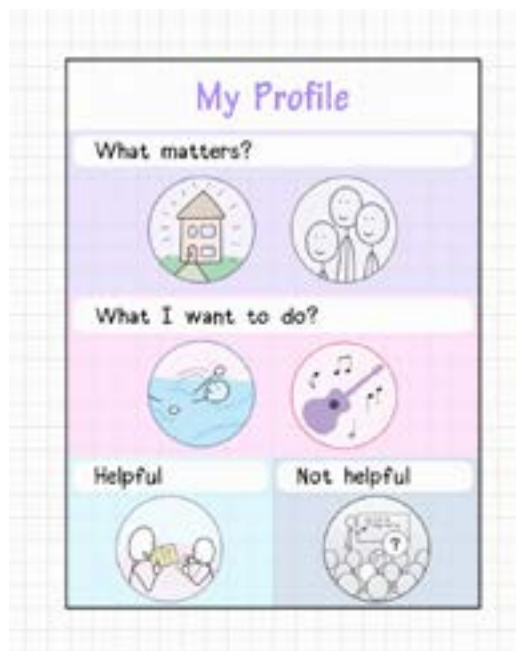 My Profile
What matters?
What I want to do?
Helpful
Not helpful
?